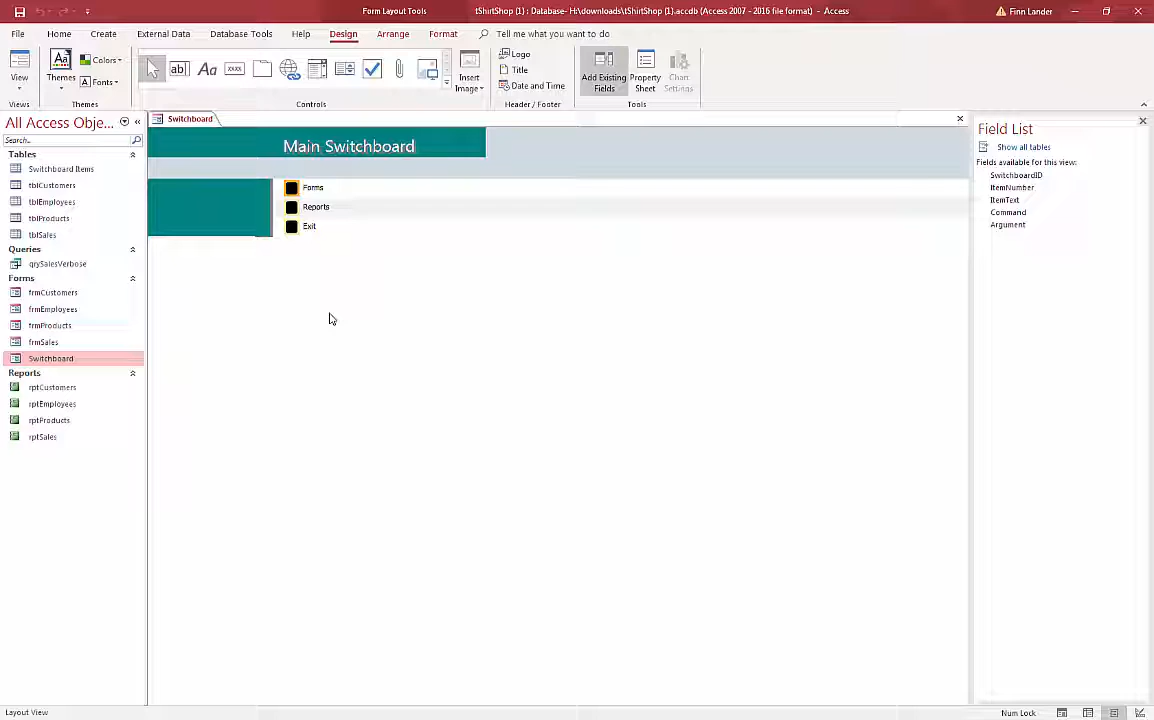 Form Layout Tools
tShirtShop (1) : Database- H:\downloads\tShirtShop (1).accdb (Access 2007 - 2016 file format) - Access
Finn Lander
File Home Create External Data Database Tools Help Design Arrange Format Tell me what you want to do
View
Views
Themes
Colors
Fonts
Themes
ab|
Aa
XXXX
Controls
Insert
Image
Logo
Title
Date and Time
Header / Footer
Add Existing
Fields
Property
Sheet
Chart
Settings
Tools
All Access Obje...
Search...
Tables
Switchboard Items
tblCustomers
tblEmployees
tblProducts
tblSales
Queries
qrySalesVerbose
Forms
frmCustomers
frmEmployees
frmProducts
frmSales
Switchboard
Reports
rptCustomers
rptEmployees
rptProducts
rptSales
Switchboard
Main Switchboard
Forms
Reports
Exit
Field List
Show all tables
Fields available for this view:
SwitchboardID
ItemNumber
ItemText
Command
Argument
Layout View
Num Lock